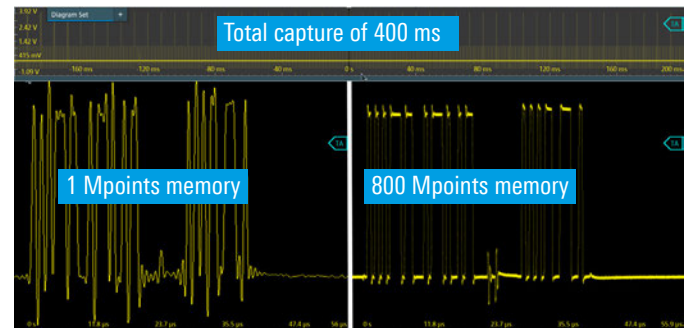 3.92 V
Diagram Set +
2.42 V
1.42 V
415 mV
-1.09 V
Total capture of 400 ms
1A
-160 ms -120 ms -80 ms -40 ms 0 s 40 ms 80 ms 120 ms 160 ms 200 ms
1A 1A
1 Mpoints memory
800 Mpoints memory
0 s 11.8 µs 23.7 µs 35.5 µs 47.4 µs 56 µs
0 s 11.8 µs 23.7 µs 35.5 µs 47.4 µs 55.9 µs